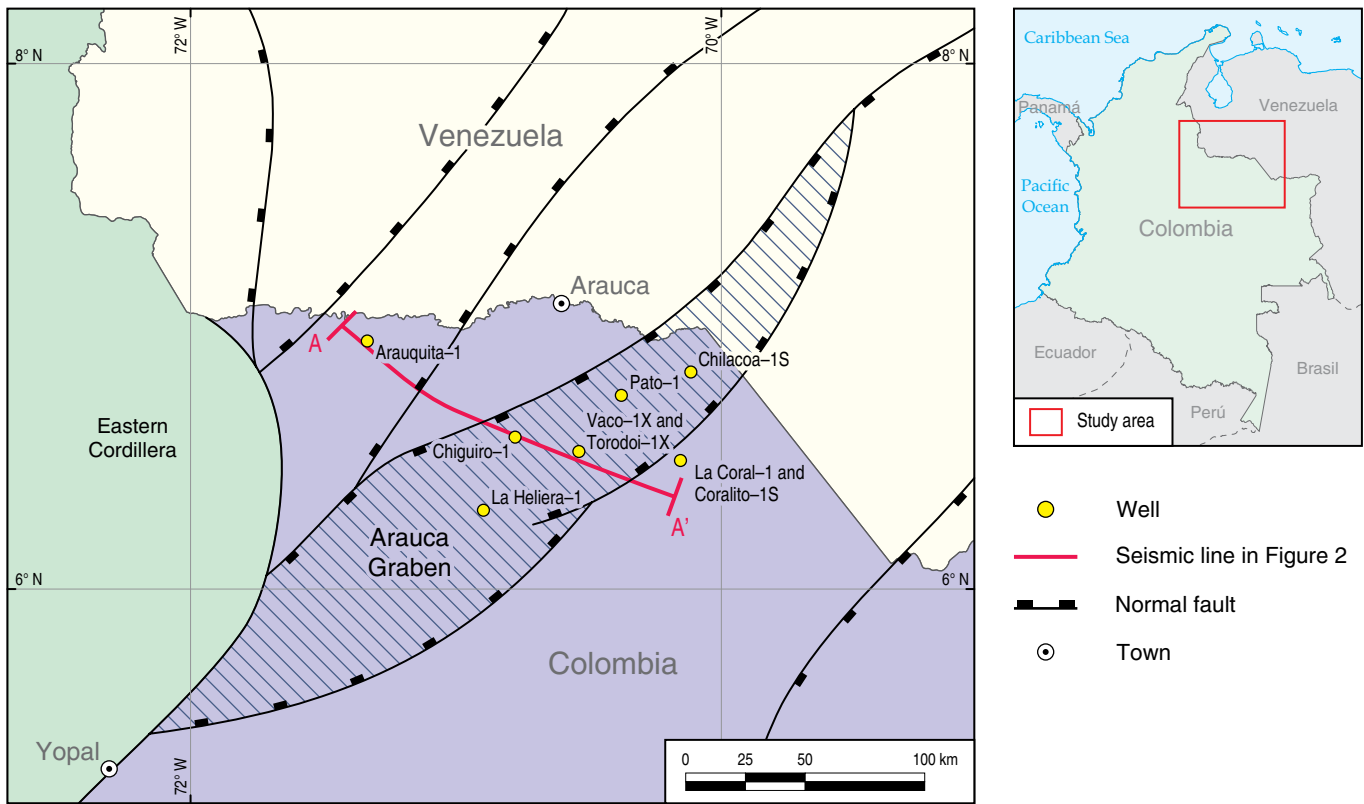 72° W
70° W
8° N
8° N
Venezuela
Arauca
A
Arauquita–1
Chilacoa–1S
Pato–1
Eastern
Cordillera
Vaco–1X and
Torodoi–1X
Chiguiro–1
La Coral–1 and
Coralito–1S
La Heliera–1
A'
Arauca
Graben
6° N
6° N
Colombia
Yopal
72° W
0 25 50 100 km
Caribbean Sea
Panamá
Venezuela
Pacific
Ocean
Colombia
Ecuador
Brasil
Perú
Study area
Well
Seismic line in Figure 2
Normal fault
Town